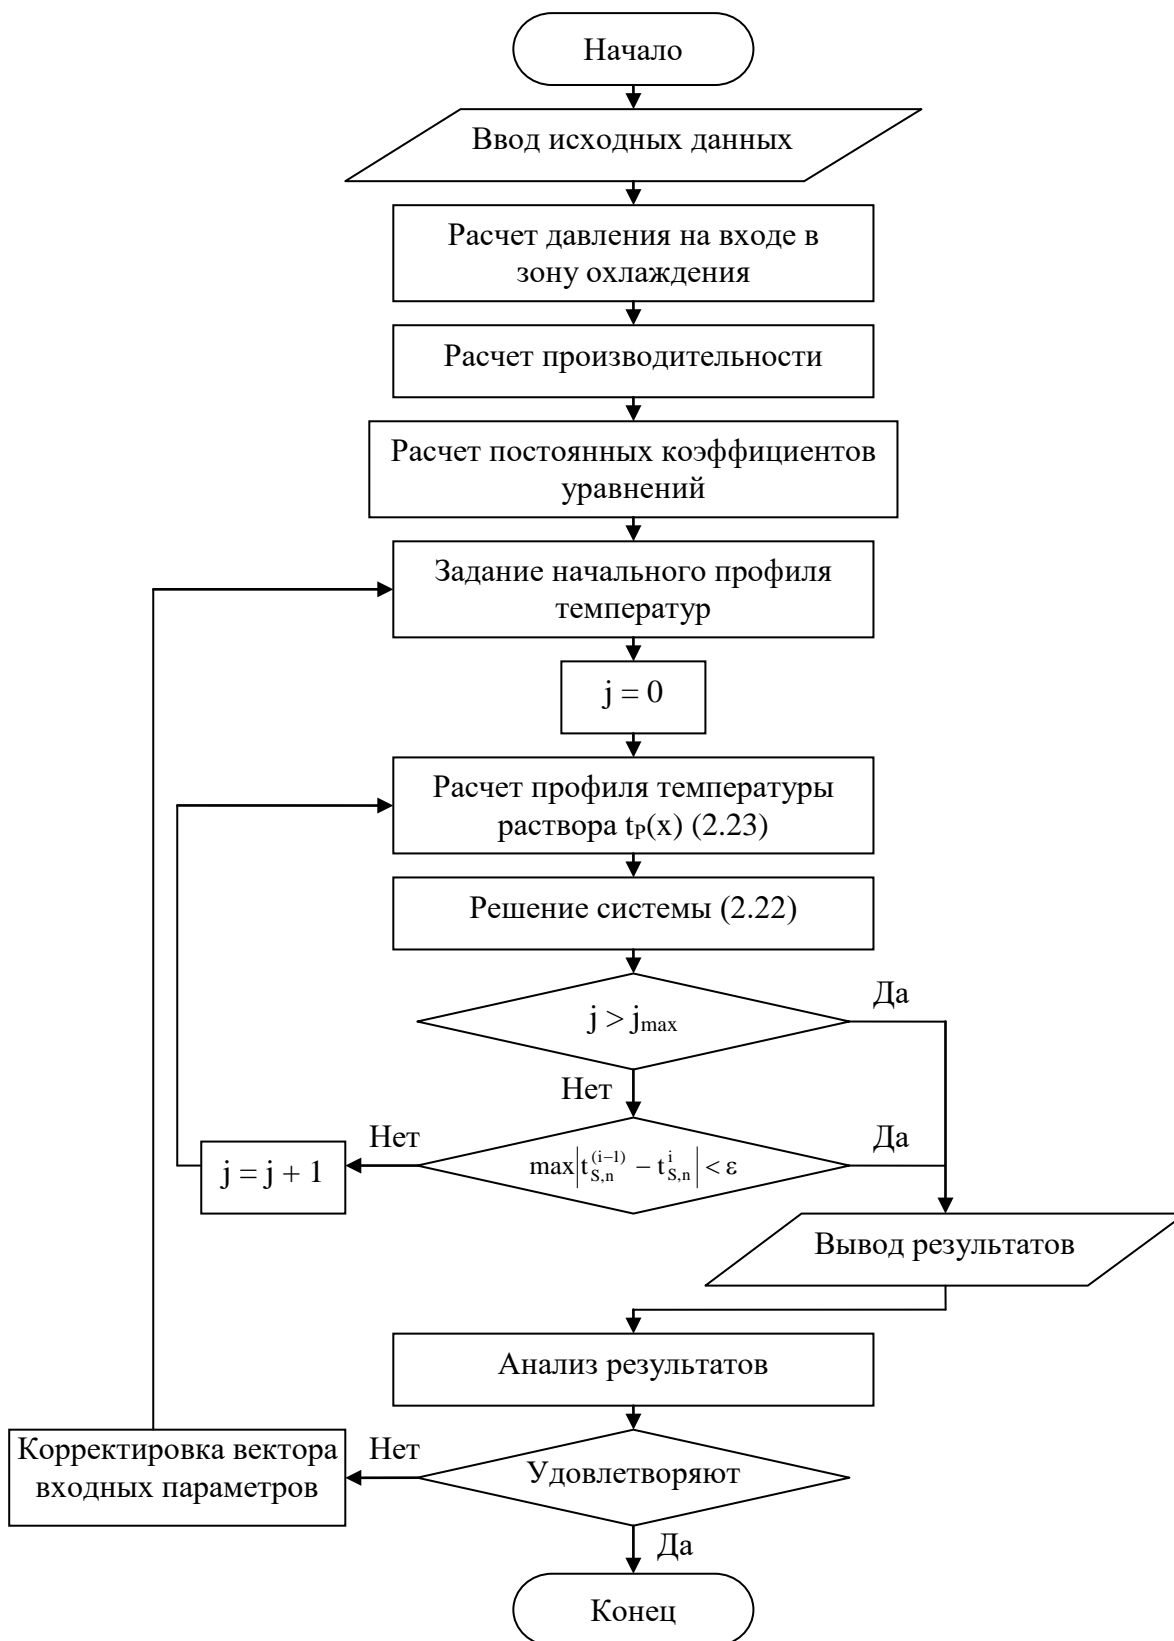 Начало
Ввод исходных данных
Расчет давления на входе в
зону охлаждения
Расчет производительности
Расчет постоянных коэффициентов
уравнений
Задание начального профиля
температур
j = 0
Расчет профиля температуры
раствора tP(x) (2.23)
Решение системы (2.22)
j > jmax
Да
Нет
max|t_{S,n}^{(i−1)} − t_{S,n}^{i}| < ε
Да
Нет
j = j + 1
Вывод результатов
Анализ результатов
Удовлетворяют
Нет
Корректировка вектора
входных параметров
Да
Конец